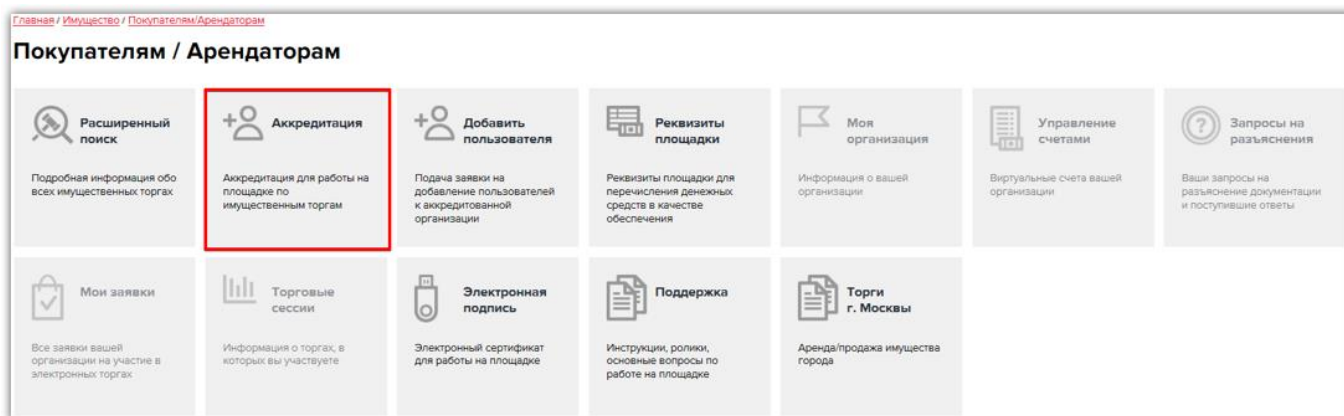 Главная / Имущество / Покупателям/Арендаторам
Покупателям / Арендаторам
Расширенный
поиск
Подробная информация обо
всех имущественных торгах
Аккредитация
Аккредитация для работы на
площадке по
имущественным торгам
Добавить
пользователя
Подача заявки на
добавление пользователей
к аккредитованной
организации
Реквизиты
площадки
Реквизиты площадки для
перечисления денежных
средств в качестве
обеспечения
Моя
организация
Информация о вашей
организации
Управление
счетами
Виртуальные счета вашей
организации
Запросы на
разъяснения
Ваши запросы на
разъяснение документации
и поступившие ответы
Мои заявки
Все заявки вашей
организации на участие в
электронных торгах
Торговые
сессии
Информация о торгах, в
которых вы участвуете
Электронная
подпись
Электронный сертификат
для работы на площадке
Поддержка
Инструкции, ролики,
основные вопросы по
работе на площадке
Торги
г. Москвы
Аренда/продажа имущества
города